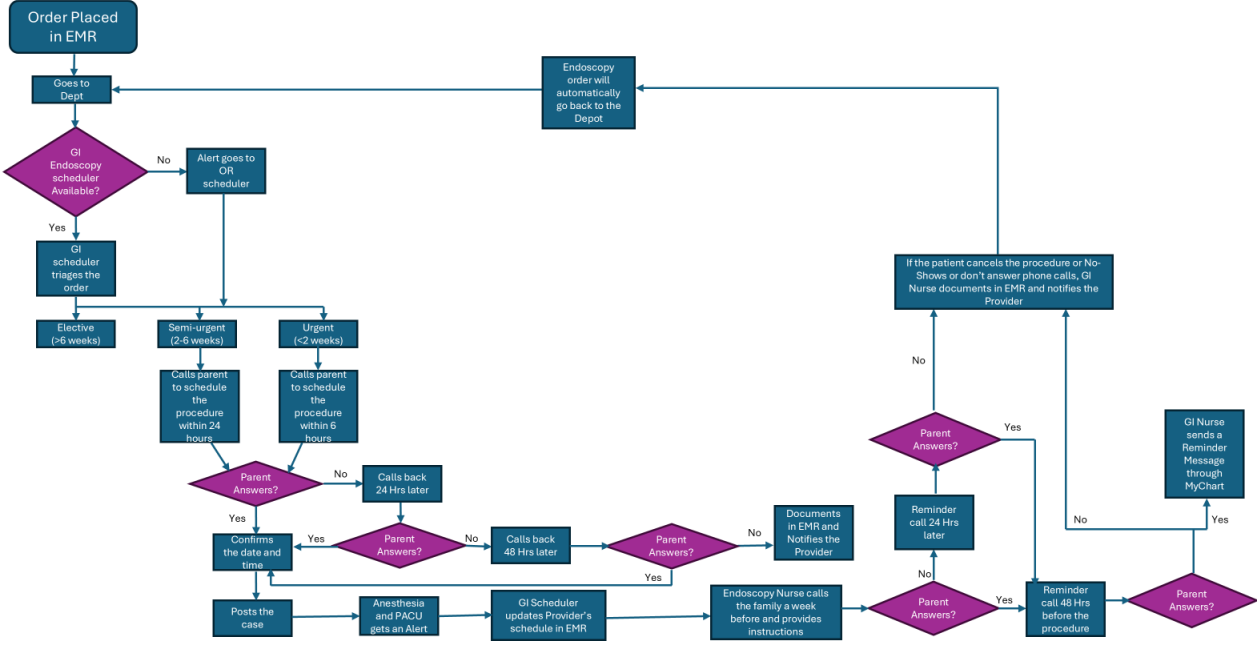 Order Placed
in EMR
Goes to
Dept
GI
Endoscopy
scheduler
Available?
No
Alert goes to
OR
scheduler
Yes
GI
scheduler
triages the
order
Elective
(>6 weeks)
Semi-urgent
(2-6 weeks)
Urgent
(<2 weeks)
Calls parent
to schedule
the
procedure
within 24
hours
Calls parent
to schedule
the
procedure
within 6
hours
Parent
Answers?
No
Calls back
24 Hrs later
Yes
Confirms
the date and
time
Yes
Parent
Answers?
No
Calls back
48 Hrs later
Parent
Answers?
No
Documents
in EMR and
Notifies the
Provider
Yes
Posts the
case
Anesthesia
and PACU
gets an Alert
GI Scheduler
updates Provider's
schedule in EMR
Endoscopy Nurse calls
the family a week
before and provides
instructions
Parent
Answers?
No
Yes
Reminder
call 24 Hrs
later
Parent
Answers?
Yes
No
Reminder
call 48 Hrs
before the
procedure
Parent
Answers?
No
Yes
GI Nurse
sends a
Reminder
Message
through
MyChart
If the patient cancels the procedure or No-
Shows or don't answer phone calls, GI
Nurse documents in EMR and notifies the
Provider
Endoscopy
order will
automatically
go back to the
Depot